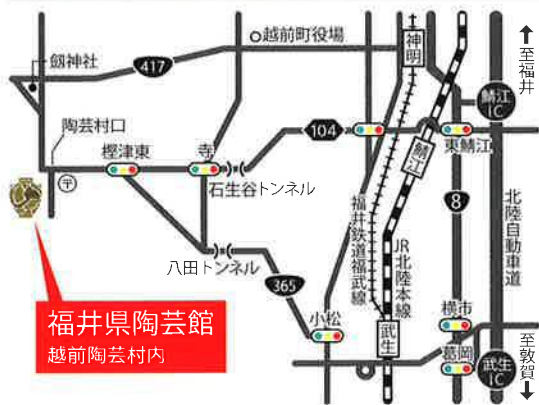 越前町役場
神明
至福井
劔神社
417
鯖江
IC
陶芸村口
104
東鯖江
樫津東
寺
鯖江
石生谷トンネル
8
福井鉄道福武線
北陸自動車道
JR北陸本線
八田トンネル
365
小松
横市
福井県陶芸館
越前陶芸村内
武生
葛岡
武生
IC
至敦賀